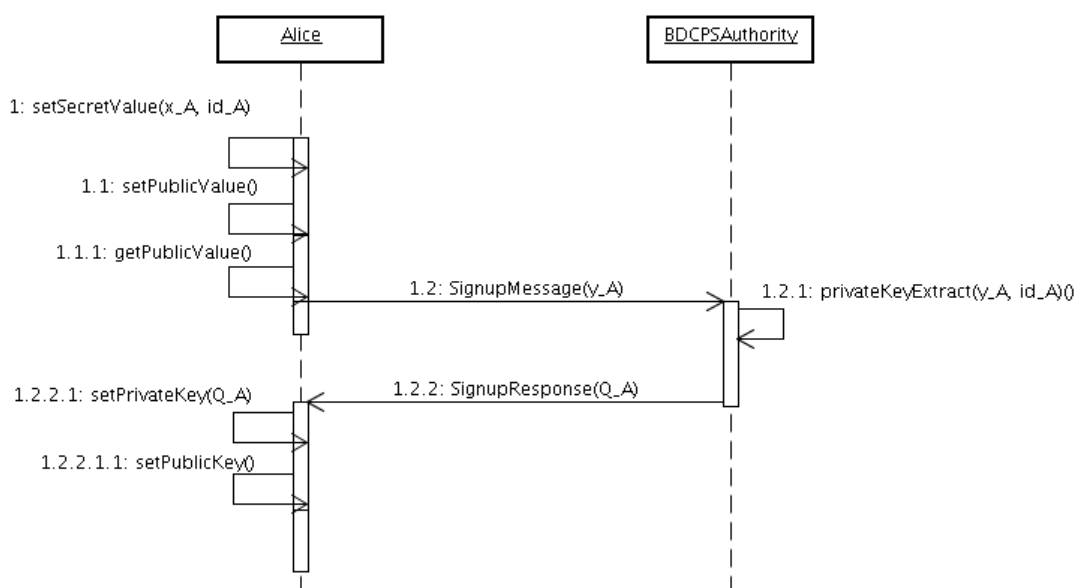 Alice
BDCPSAuthority
1: setSecretValue(x_A, id_A)
1.1: setPublicValue()
1.1.1: getPublicValue()
1.2: SignupMessage(y_A)
1.2.1: privateKeyExtract(y_A, id_A)()
1.2.2: SignupResponse(Q_A)
1.2.2.1: setPrivateKey(Q_A)
1.2.2.1.1: setPublicKey()